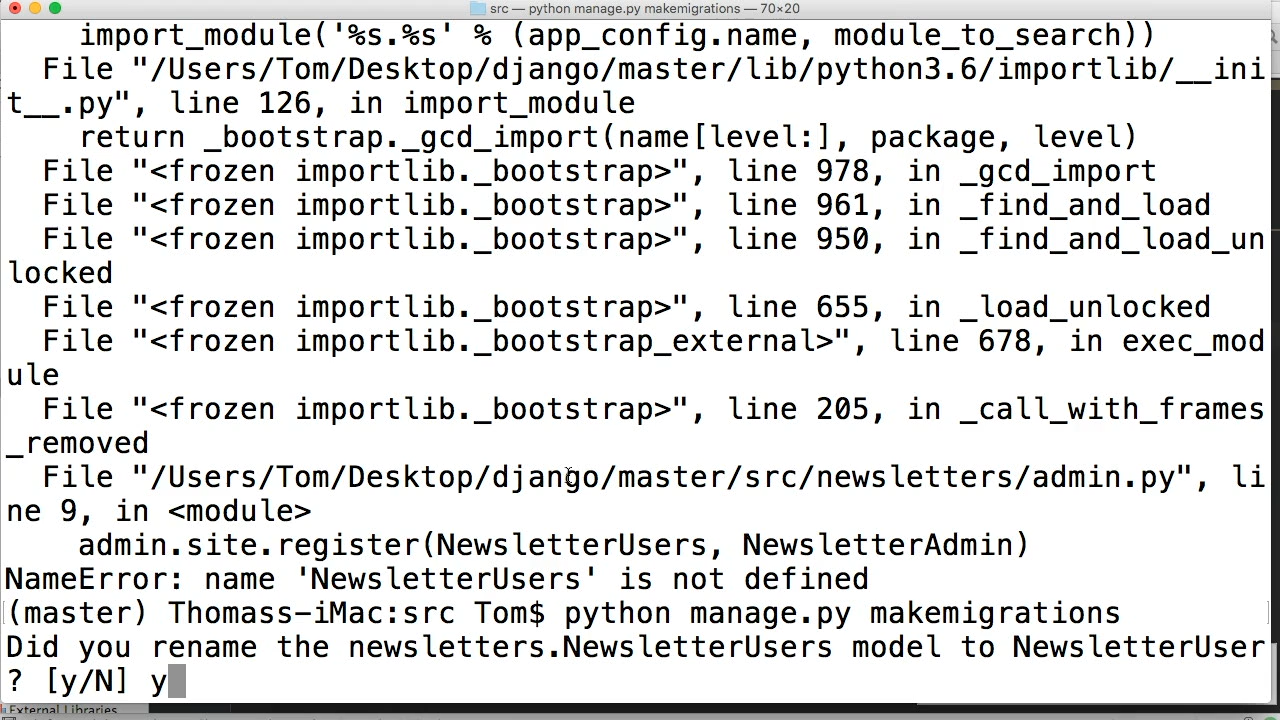 src — python manage.py makemigrations — 70×20
import_module('%s.%s' % (app_config.name, module_to_search))
File "/Users/Tom/Desktop/django/master/lib/python3.6/importlib/__ini
t__.py", line 126, in import_module
return _bootstrap._gcd_import(name[level:], package, level)
File "<frozen importlib._bootstrap>", line 978, in _gcd_import
File "<frozen importlib._bootstrap>", line 961, in _find_and_load
File "<frozen importlib._bootstrap>", line 950, in _find_and_load_un
locked
File "<frozen importlib._bootstrap>", line 655, in _load_unlocked
File "<frozen importlib._bootstrap_external>", line 678, in exec_mod
ule
File "<frozen importlib._bootstrap>", line 205, in _call_with_frames
_removed
File "/Users/Tom/Desktop/django/master/src/newsletters/admin.py", li
ne 9, in <module>
admin.site.register(NewsletterUsers, NewsletterAdmin)
NameError: name 'NewsletterUsers' is not defined
(master) Thomass-iMac:src Tom$ python manage.py makemigrations
Did you rename the newsletters.NewsletterUsers model to NewsletterUser
? [y/N] y
External Libraries